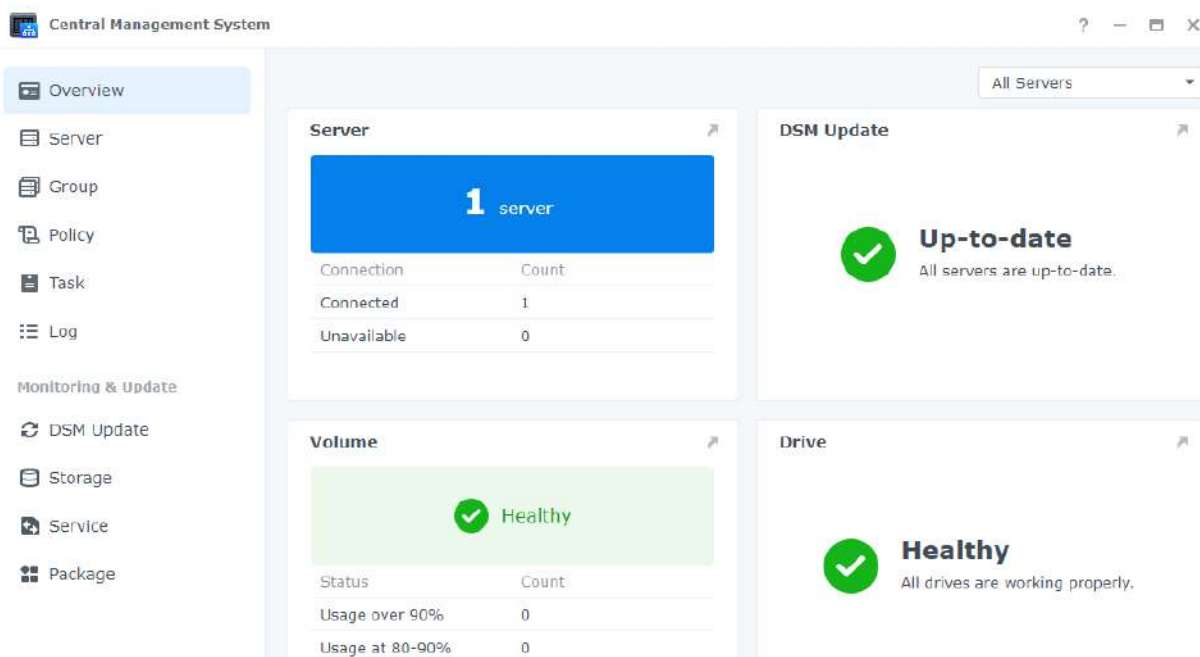 Central Management System
?
Overview
Server
Group
Policy
Task
Log
Monitoring & Update
DSM Update
Storage
Service
Package
All Servers
Server
1 server
Connection Count
Connected 1
Unavailable 0
DSM Update
Up-to-date
All servers are up-to-date.
Volume
Healthy
Status Count
Usage over 90% 0
Usage at 80-90% 0
Drive
Healthy
All drives are working properly.